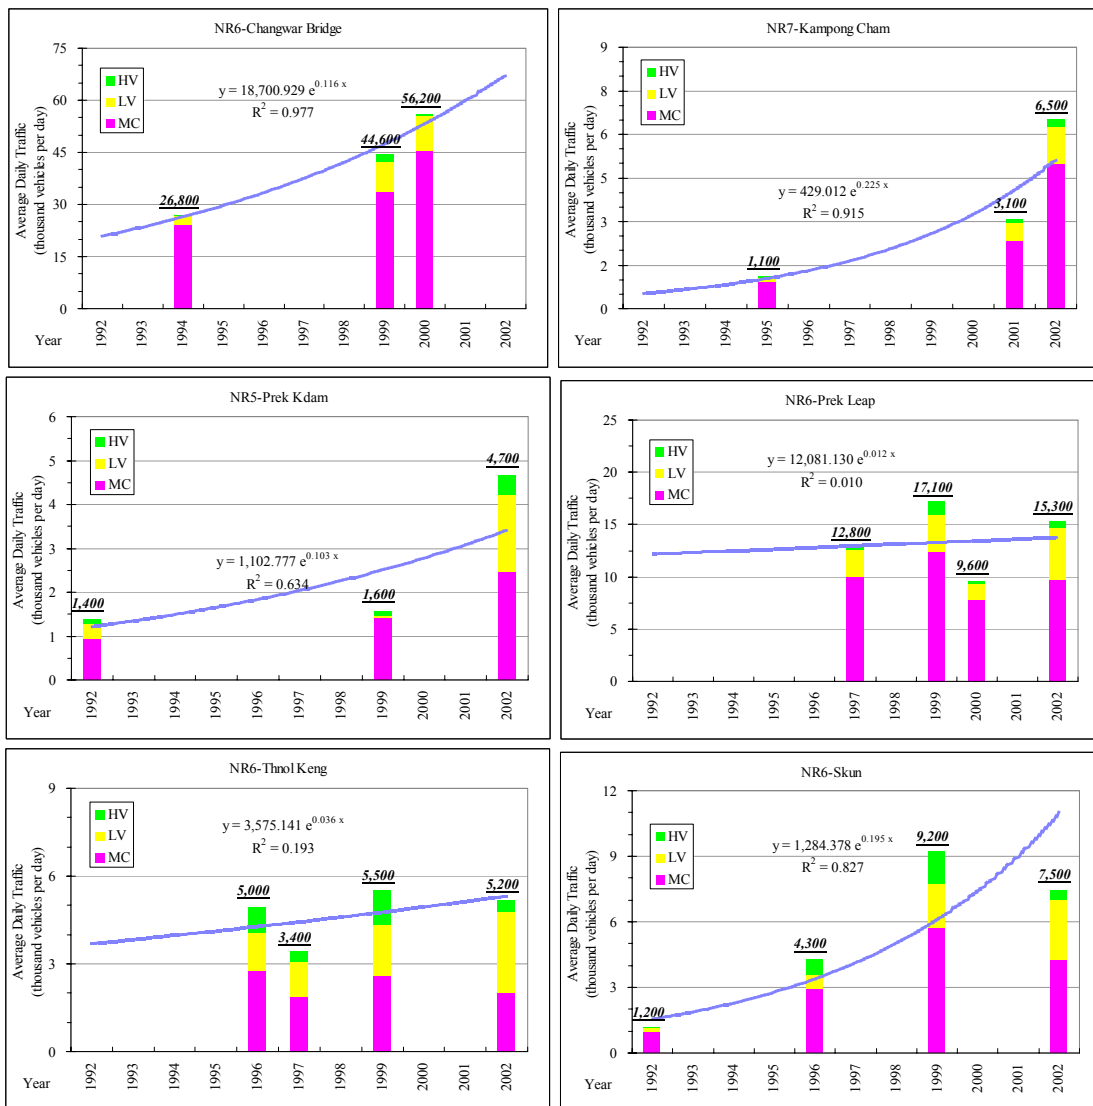 NR6-Changwar Bridge
75
60
45
30
15
0
Average Daily Traffic
(thousand vehicles per day)
HV
LV
MC
y = 18,700.929 e^0.116 x
R^2 = 0.977
26,800
44,600
56,200
Year
1992
1993
1994
1995
1996
1997
1998
1999
2000
2001
2002
NR7-Kampong Cham
9
8
6
5
3
2
0
Average Daily Traffic
(thousand vehicles per day)
HV
LV
MC
y = 429.012 e^0.225 x
R^2 = 0.915
1,100
3,100
6,500
Year
1992
1993
1994
1995
1996
1997
1998
1999
2000
2001
2002
NR5-Prek Kdam
6
5
4
3
2
1
0
Average Daily Traffic
(thousand vehicles per day)
HV
LV
MC
y = 1,102.777 e^0.103 x
R^2 = 0.634
1,400
1,600
4,700
Year
1992
1993
1994
1995
1996
1997
1998
1999
2000
2001
2002
NR6-Prek Leap
25
20
15
10
5
0
Average Daily Traffic
(thousand vehicles per day)
HV
LV
MC
y = 12,081.130 e^0.012 x
R^2 = 0.010
12,800
17,100
9,600
15,300
Year
1992
1993
1994
1995
1996
1997
1998
1999
2000
2001
2002
NR6-Thnol Keng
9
6
3
0
Average Daily Traffic
(thousand vehicles per day)
HV
LV
MC
y = 3,575.141 e^0.036 x
R^2 = 0.193
5,000
3,400
5,500
5,200
Year
1992
1993
1994
1995
1996
1997
1998
1999
2000
2001
2002
NR6-Skun
12
9
6
3
0
Average Daily Traffic
(thousand vehicles per day)
HV
LV
MC
y = 1,284.378 e^0.195 x
R^2 = 0.827
1,200
4,300
9,200
7,500
Year
1992
1993
1994
1995
1996
1997
1998
1999
2000
2001
2002